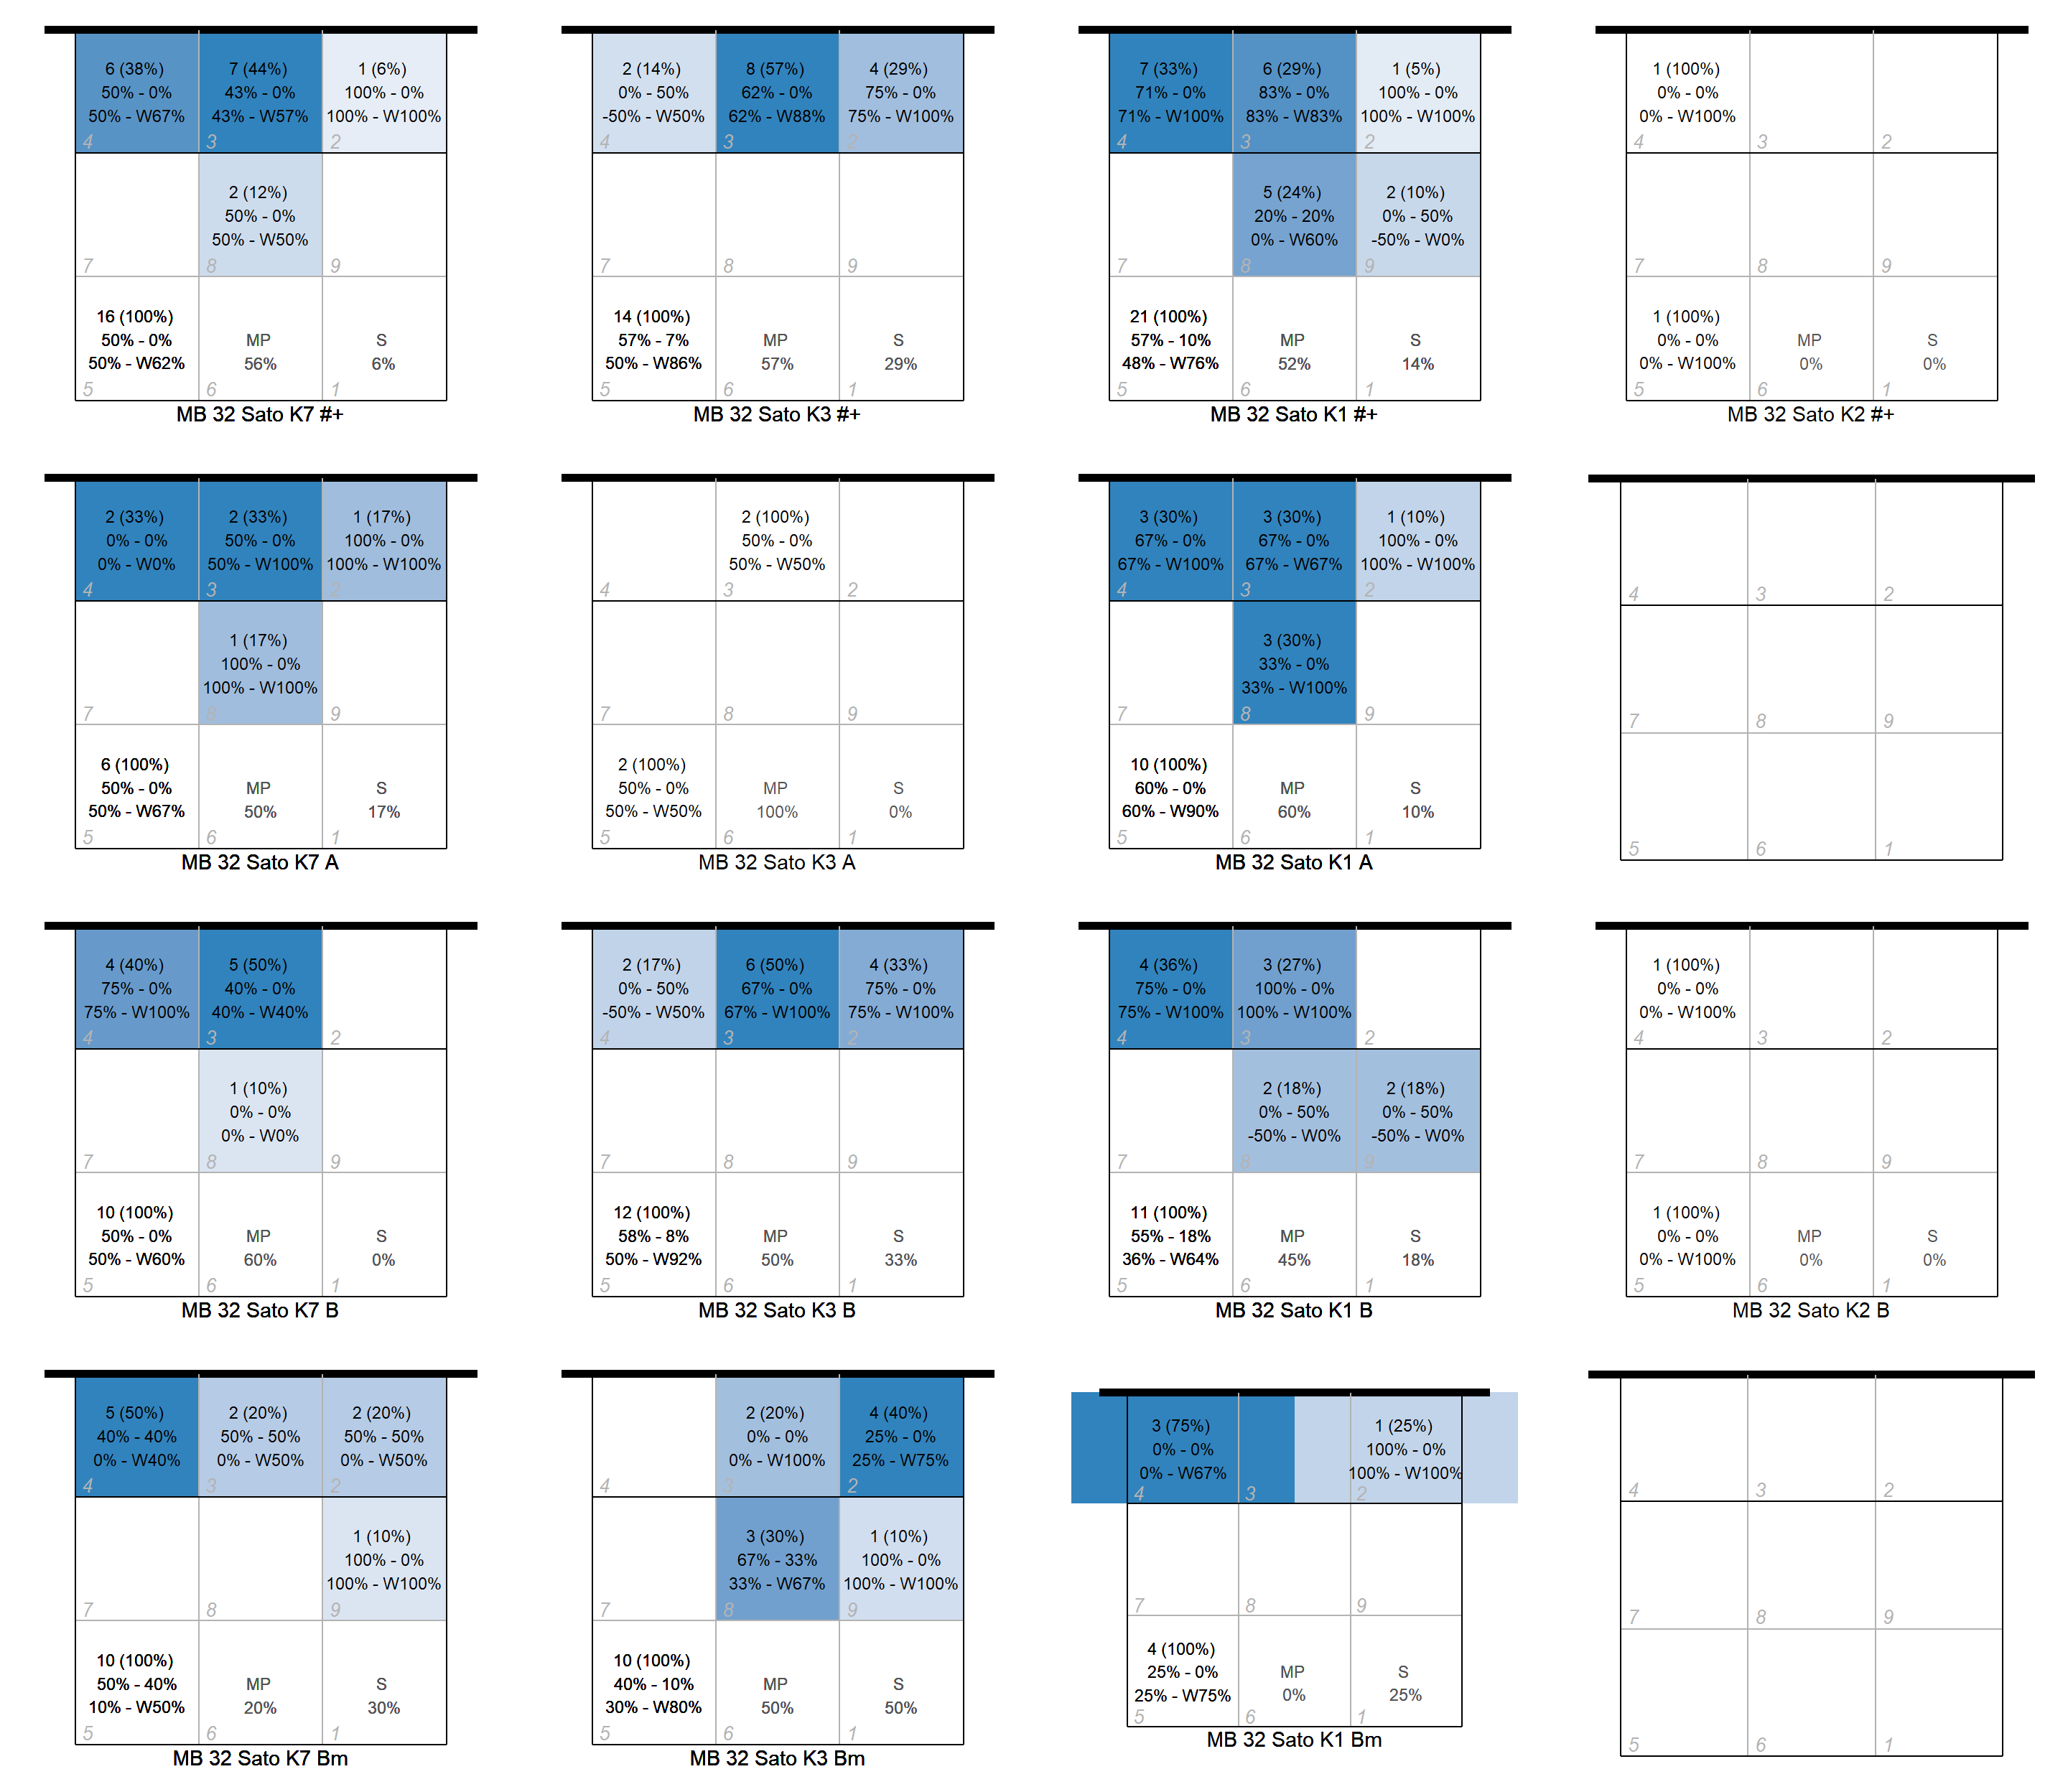 6 (38%)
50% - 0%
50% - W67%
4
7 (44%)
43% - 0%
43% - W57%
3
1 (6%)
100% - 0%
100% - W100%
2
7
2 (12%)
50% - 0%
50% - W50%
8
9
16 (100%)
50% - 0%
50% - W62%
5
MP
56%
6
S
6%
1
MB 32 Sato K7 #+
2 (14%)
0% - 50%
-50% - W50%
4
8 (57%)
62% - 0%
62% - W88%
3
4 (29%)
75% - 0%
75% - W100%
2
7
8
9
14 (100%)
57% - 7%
50% - W86%
5
MP
57%
6
S
29%
1
MB 32 Sato K3 #+
7 (33%)
71% - 0%
71% - W100%
4
6 (29%)
83% - 0%
83% - W83%
3
1 (5%)
100% - 0%
100% - W100%
2
7
5 (24%)
20% - 20%
0% - W60%
8
2 (10%)
0% - 50%
-50% - W0%
9
21 (100%)
57% - 10%
48% - W76%
5
MP
52%
6
S
14%
1
MB 32 Sato K1 #+
1 (100%)
0% - 0%
0% - W100%
4
3
2
7
8
9
1 (100%)
0% - 0%
0% - W100%
5
MP
0%
6
S
0%
1
MB 32 Sato K2 #+
2 (33%)
0% - 0%
0% - W0%
4
2 (33%)
50% - 0%
50% - W100%
3
1 (17%)
100% - 0%
100% - W100%
2
7
1 (17%)
100% - 0%
100% - W100%
8
9
6 (100%)
50% - 0%
50% - W67%
5
MP
50%
6
S
17%
1
MB 32 Sato K7 A
4
2 (100%)
50% - 0%
50% - W50%
3
2
7
8
9
2 (100%)
50% - 0%
50% - W50%
5
MP
100%
6
S
0%
1
MB 32 Sato K3 A
3 (30%)
67% - 0%
67% - W100%
4
3 (30%)
67% - 0%
67% - W67%
3
1 (10%)
100% - 0%
100% - W100%
2
7
3 (30%)
33% - 0%
33% - W100%
8
9
10 (100%)
60% - 0%
60% - W90%
5
MP
60%
6
S
10%
1
MB 32 Sato K1 A
4
3
2
7
8
9
5
6
1
4 (40%)
75% - 0%
75% - W100%
4
5 (50%)
40% - 0%
40% - W40%
3
2
7
1 (10%)
0% - 0%
0% - W0%
8
9
10 (100%)
50% - 0%
50% - W60%
5
MP
60%
6
S
0%
1
MB 32 Sato K7 B
2 (17%)
0% - 50%
-50% - W50%
4
6 (50%)
67% - 0%
67% - W100%
3
4 (33%)
75% - 0%
75% - W100%
2
7
8
9
12 (100%)
58% - 8%
50% - W92%
5
MP
50%
6
S
33%
1
MB 32 Sato K3 B
4 (36%)
75% - 0%
75% - W100%
4
3 (27%)
100% - 0%
100% - W100%
3
2
7
2 (18%)
0% - 50%
-50% - W0%
8
2 (18%)
0% - 50%
-50% - W0%
9
11 (100%)
55% - 18%
36% - W64%
5
MP
45%
6
S
18%
1
MB 32 Sato K1 B
1 (100%)
0% - 0%
0% - W100%
4
3
2
7
8
9
1 (100%)
0% - 0%
0% - W100%
5
MP
0%
6
S
0%
1
MB 32 Sato K2 B
5 (50%)
40% - 40%
0% - W40%
4
2 (20%)
50% - 50%
0% - W50%
3
2 (20%)
50% - 50%
0% - W50%
2
7
8
1 (10%)
100% - 0%
100% - W100%
9
10 (100%)
50% - 40%
10% - W50%
5
MP
20%
6
S
30%
1
MB 32 Sato K7 Bm
4
2 (20%)
0% - 0%
0% - W100%
3
4 (40%)
25% - 0%
25% - W75%
2
7
3 (30%)
67% - 33%
33% - W67%
8
1 (10%)
100% - 0%
100% - W100%
9
10 (100%)
40% - 10%
30% - W80%
5
MP
50%
6
S
50%
1
MB 32 Sato K3 Bm
3 (75%)
0% - 0%
0% - W67%
4
3
1 (25%)
100% - 0%
100% - W100%
2
7
8
9
4 (100%)
25% - 0%
25% - W75%
5
MP
0%
6
S
25%
1
MB 32 Sato K1 Bm
4
3
2
7
8
9
5
6
1